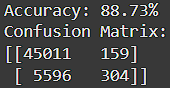 Accuracy: 88.73%
Confusion Matrix:
[[45011   159]
 [ 5596   304]]